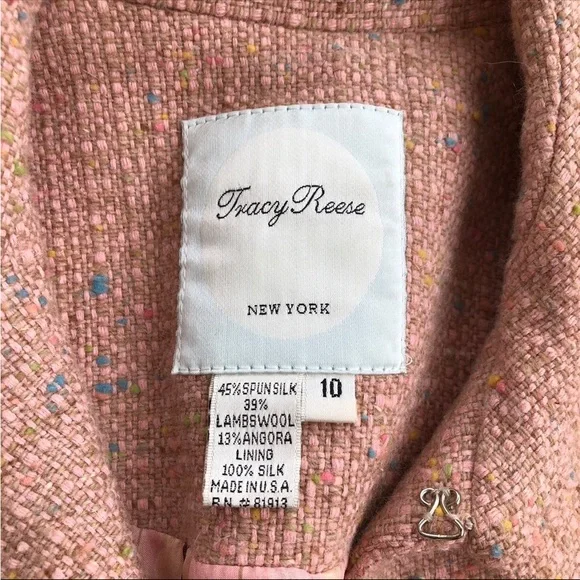 Tracy Reese
NEW YORK
10
45% SPUN SILK
39%
LAMBSWOOL
13% ANGORA
LINING
100% SILK
MADE IN U.S.A.
R.N. # 81913